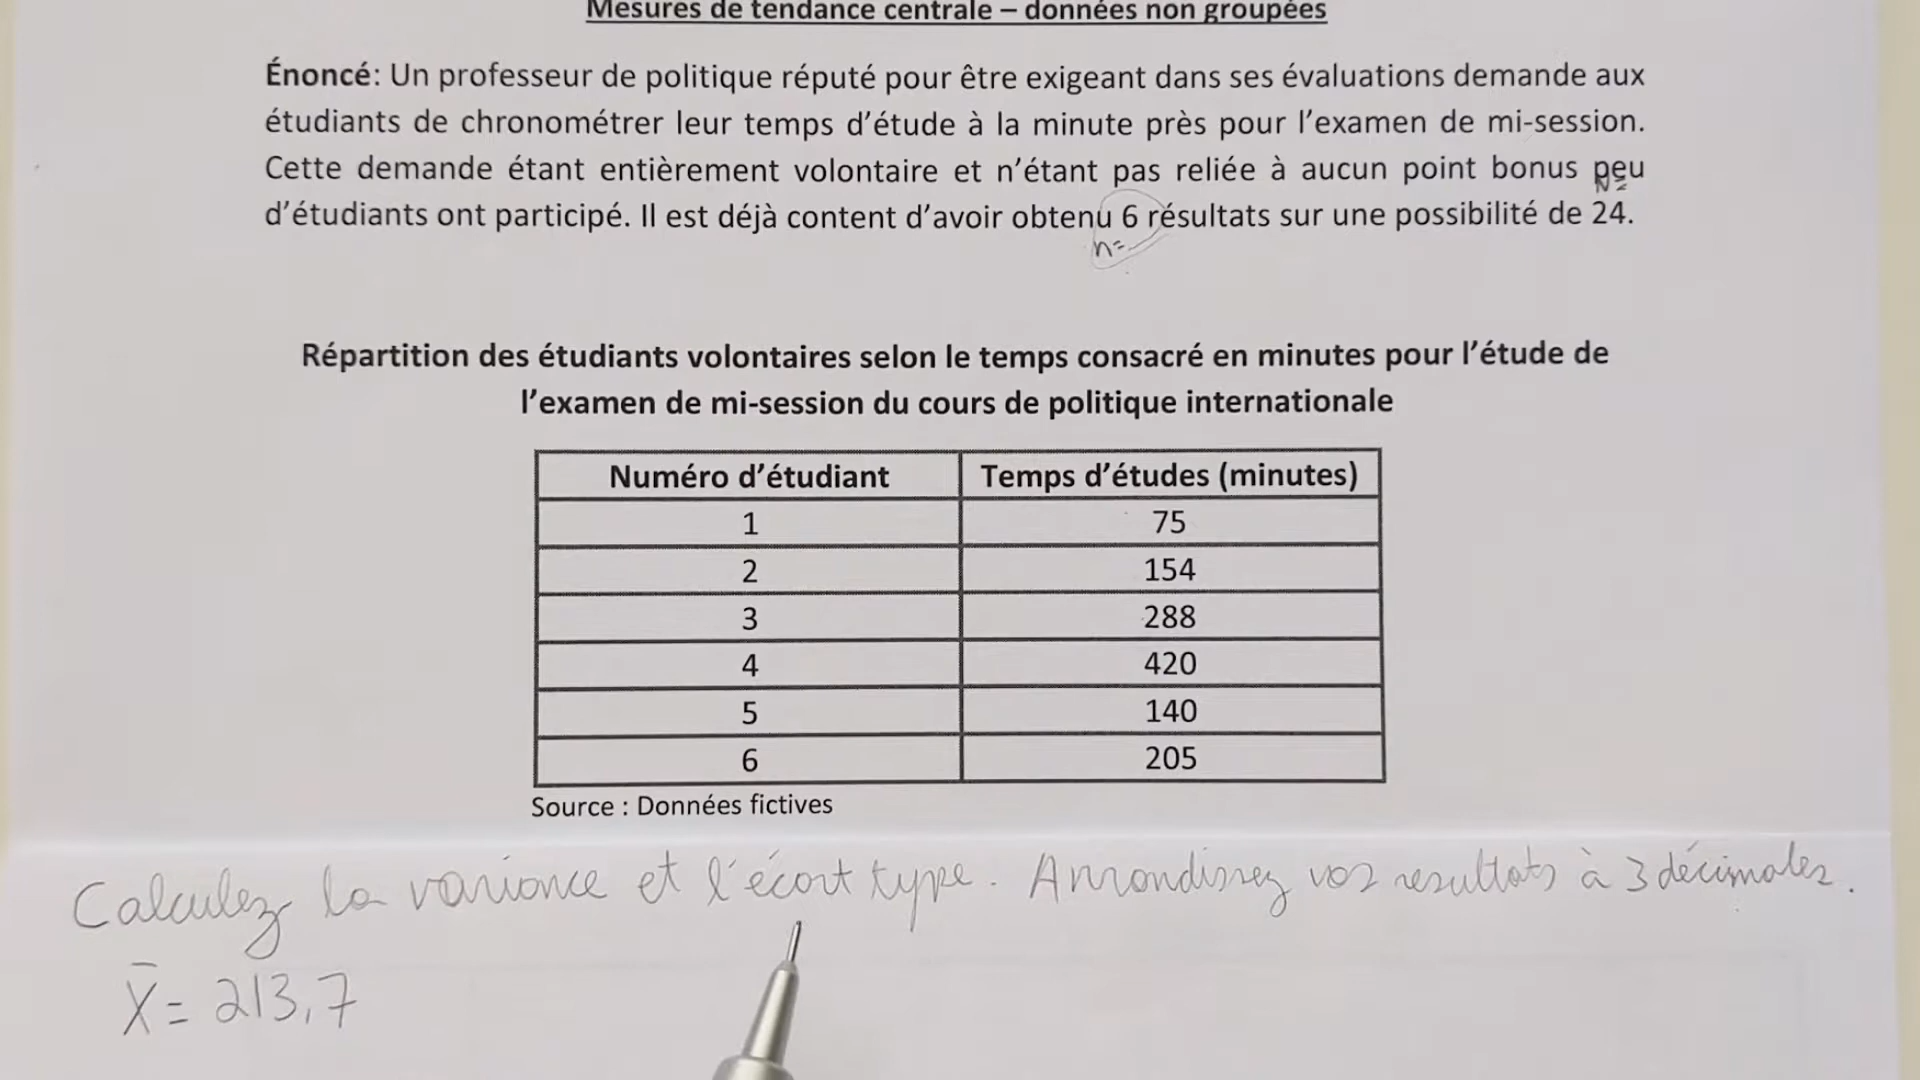 Mesures de tendance centrale – données non groupées
Énoncé: Un professeur de politique réputé pour être exigeant dans ses évaluations demande aux
étudiants de chronométrer leur temps d’étude à la minute près pour l’examen de mi-session.
Cette demande étant entièrement volontaire et n’étant pas reliée à aucun point bonus peu
N=
d’étudiants ont participé. Il est déjà content d’avoir obtenu 6 résultats sur une possibilité de 24.
n=
Répartition des étudiants volontaires selon le temps consacré en minutes pour l’étude de
l’examen de mi-session du cours de politique internationale
Numéro d’étudiant Temps d’études (minutes)
1 75
2 154
3 288
4 420
5 140
6 205
Source : Données fictives
Calculez la variance et l'écart type. Arrondissez vos resultats à 3 décimales.
x̄ = 213,7